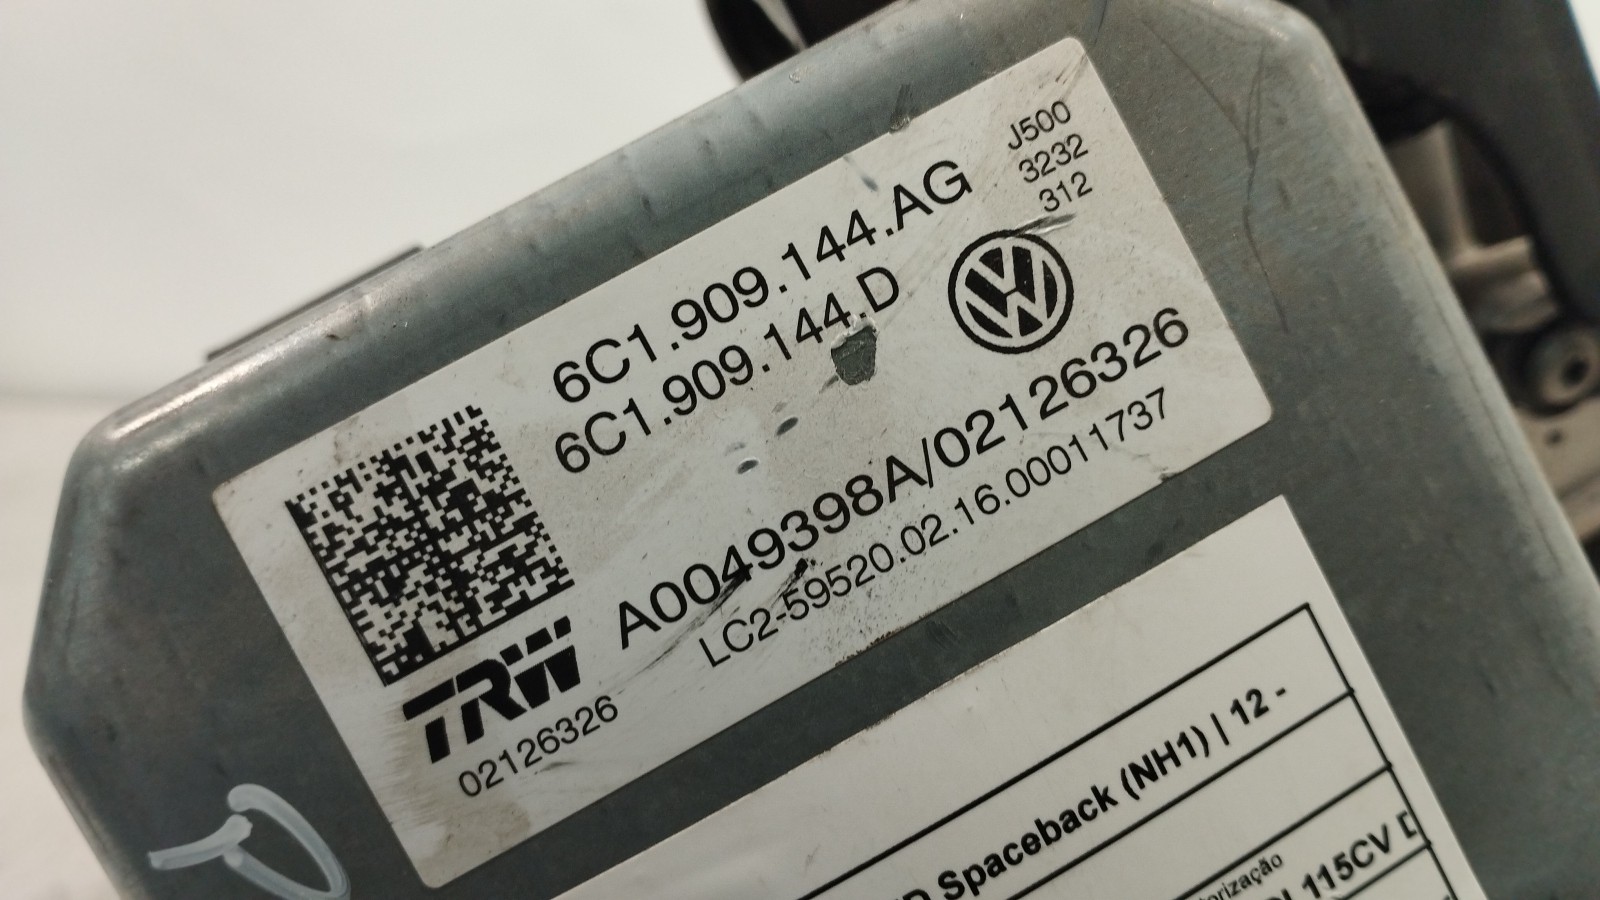 J500
3232
312
6C1.909.144.AG
6C1.909.144.D
A0049398A/02126326
LC2-59520.02.16.00011737
TRW
02126326
Spaceback (NH1) | 12 -
115CV